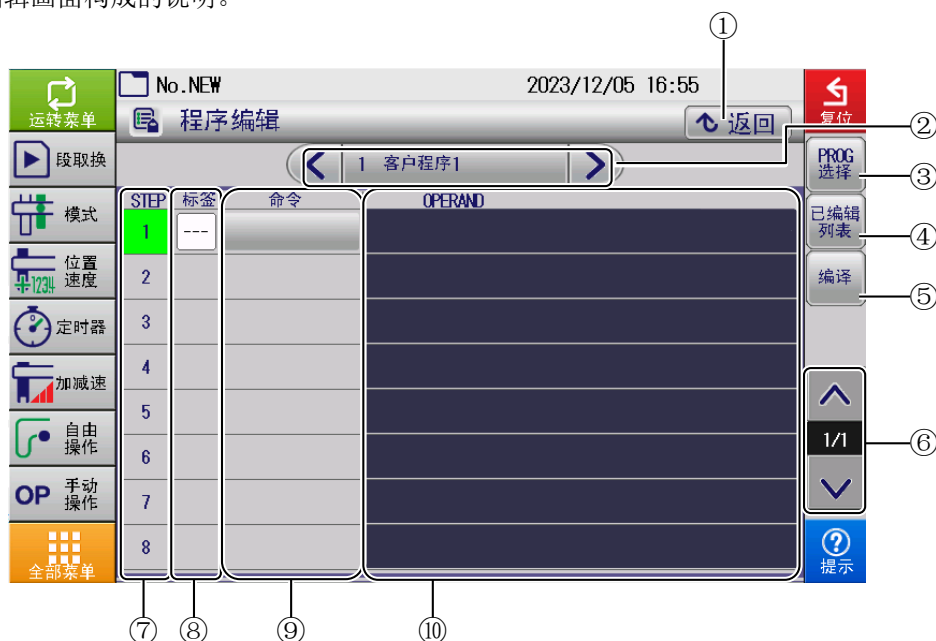 辑画面构成的说明。
①
No.NEW 2023/12/05 16:55
运转菜单
程序编辑
返回
复位
②
段取换
1 客户程序1
PROG
选择
③
STEP 标签 命令 OPERAND
模式
1 ---
已编辑
列表
④
位置
速度
2
编译
⑤
定时器
3
加减速
4
5
自由
操作
1/1
⑥
6
OP 手动
操作
7
全部菜单
8
提示
⑦ ⑧ ⑨ ⑩